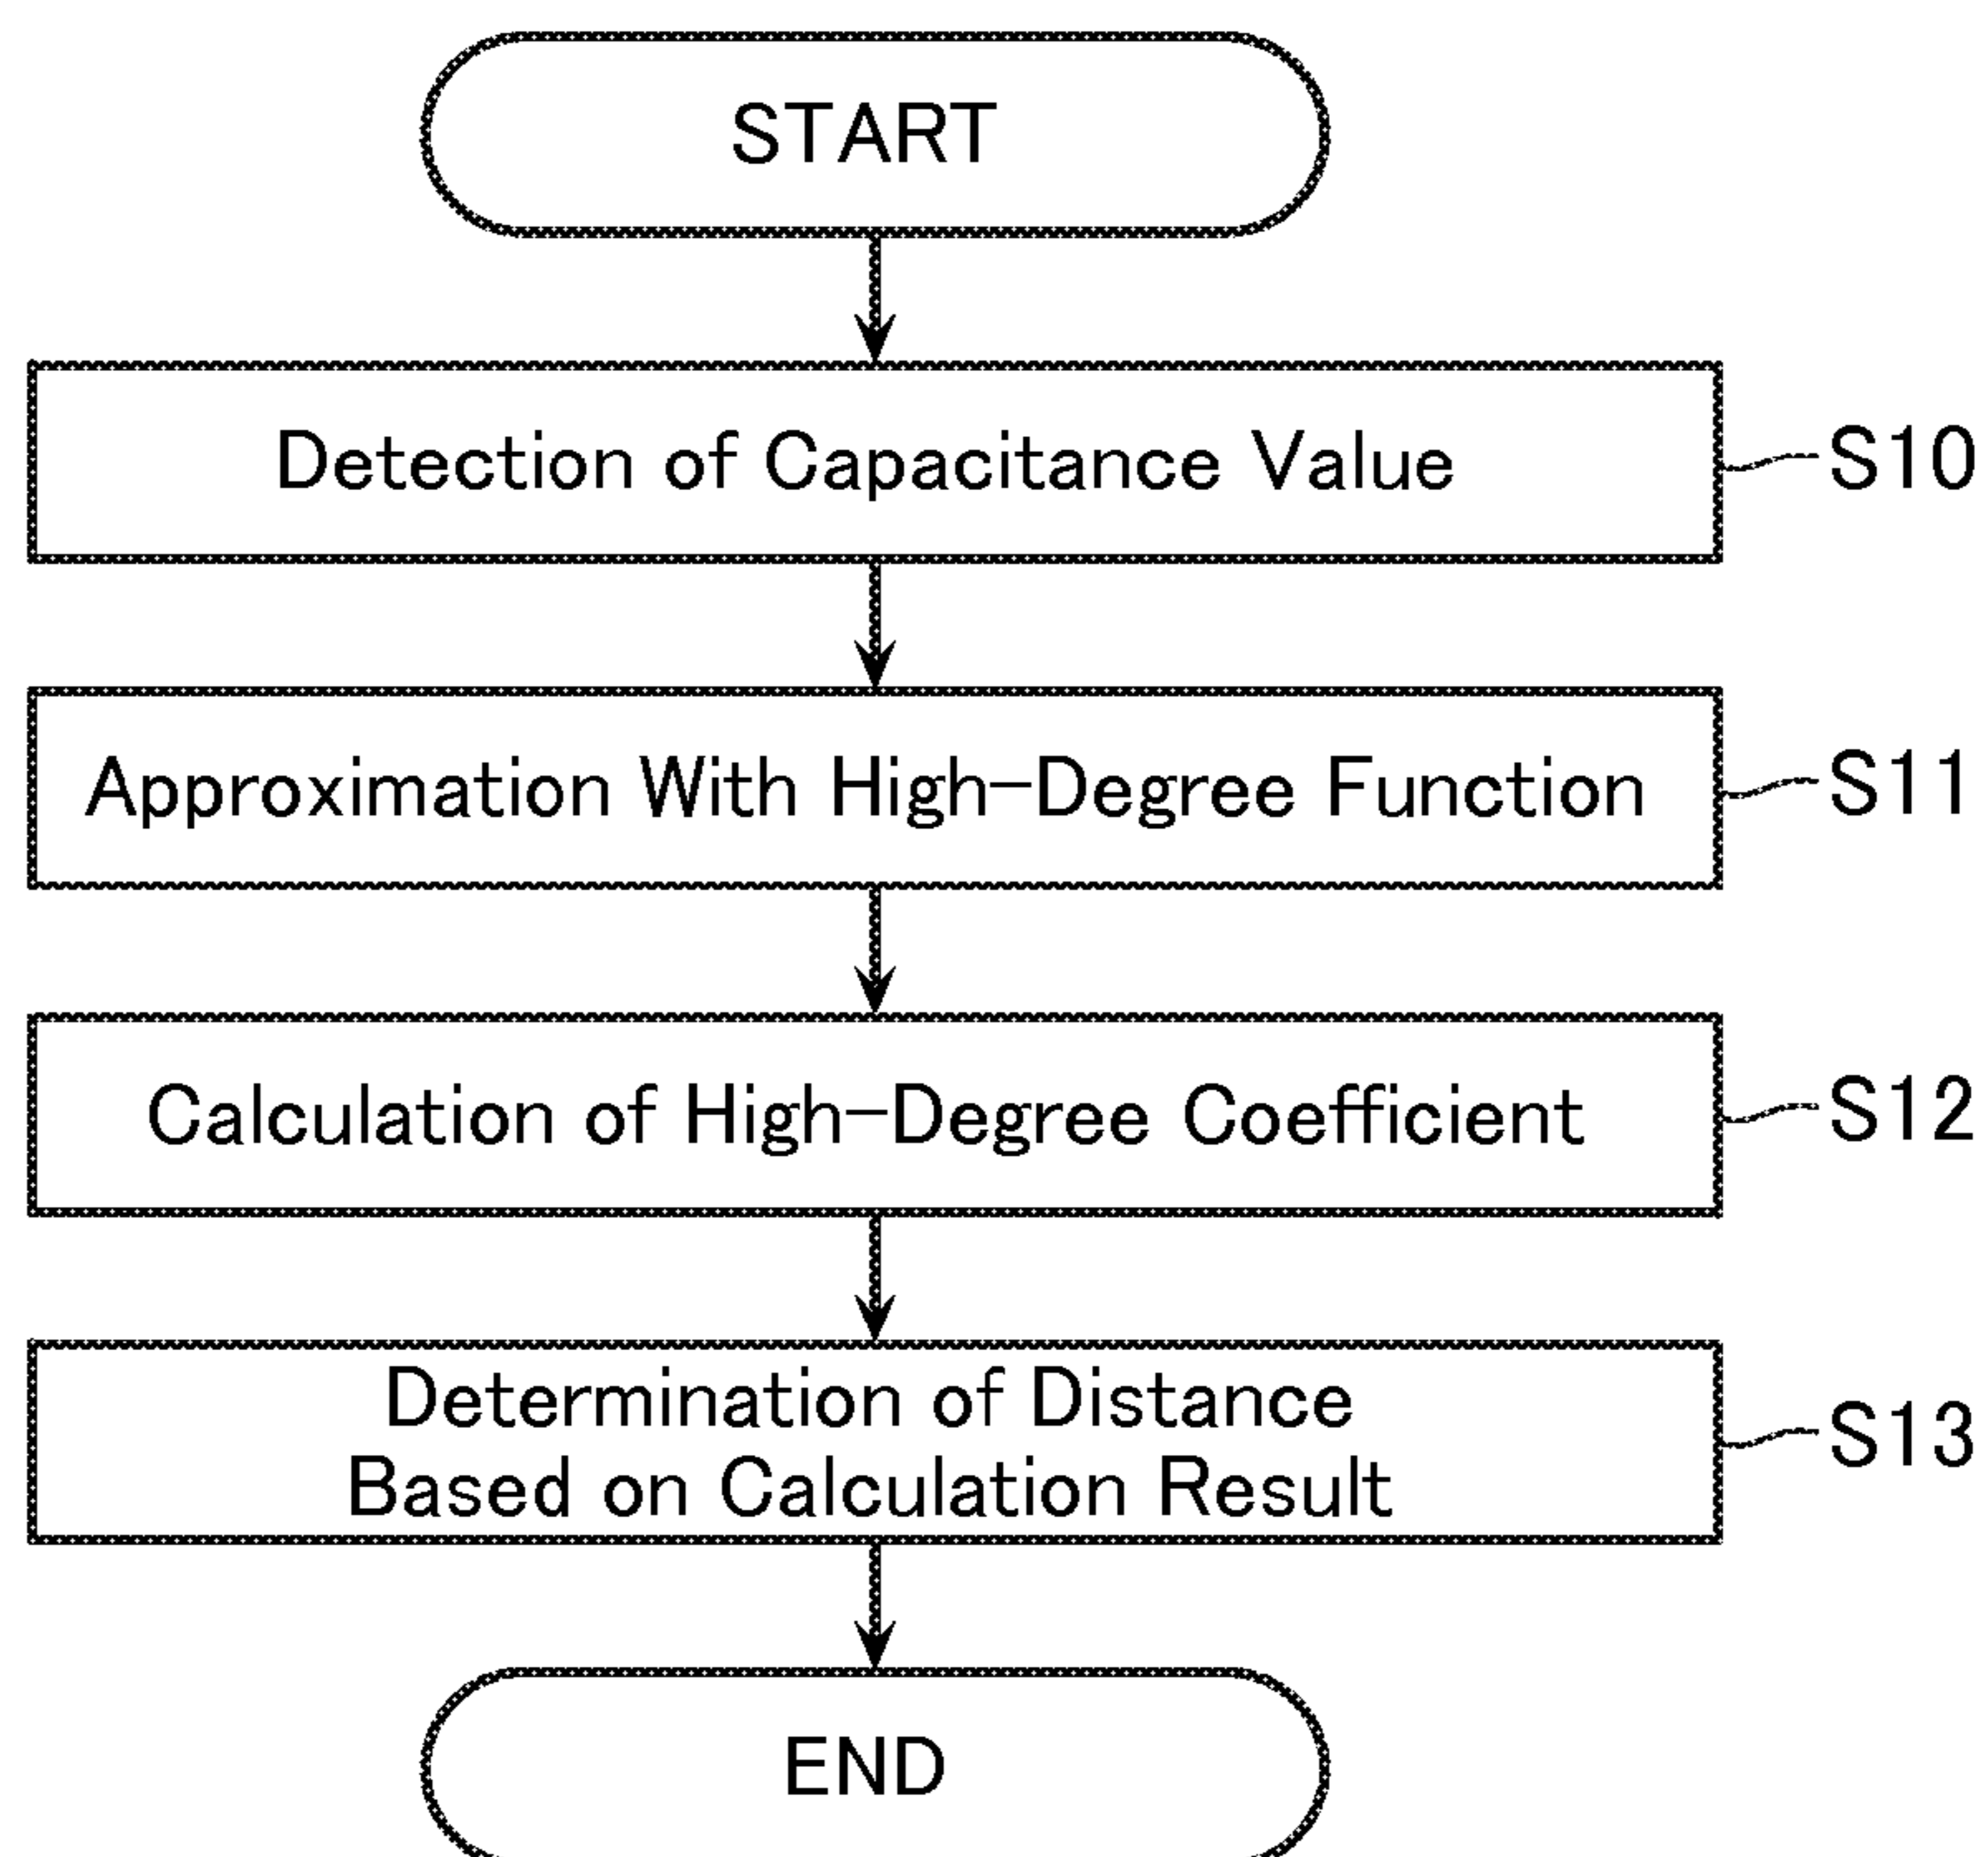 START
Detection of Capacitance Value
S10
Approximation With High-Degree Function
S11
Calculation of High-Degree Coefficient
S12
Determination of Distance
Based on Calculation Result
S13
END